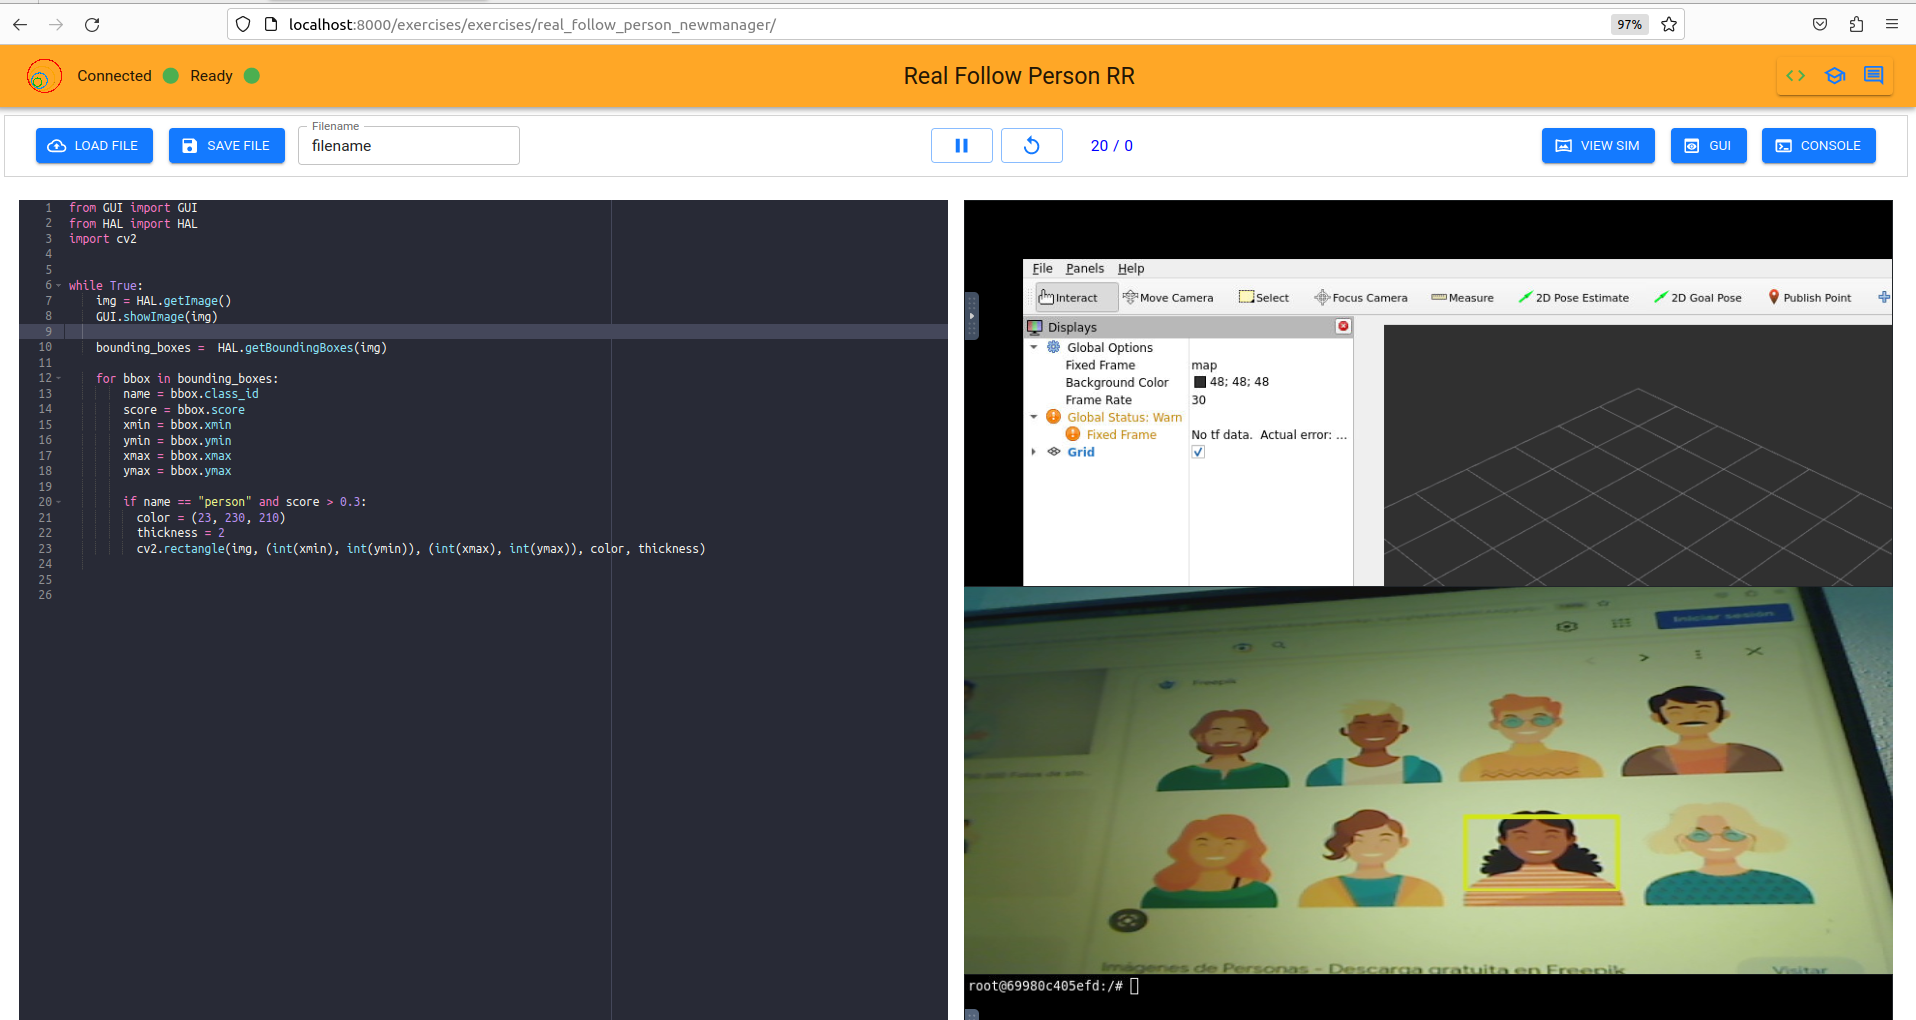 localhost:8000/exercises/exercises/real_follow_person_newmanager/
97%
Connected
Ready
Real Follow Person RR
LOAD FILE
SAVE FILE
Filename
filename
20 / 0
VIEW SIM
GUI
CONSOLE
1 from GUI import GUI
2 from HAL import HAL
3 import cv2
4
5
6 while True:
7 img = HAL.getImage()
8 GUI.showImage(img)
9
10 bounding_boxes =  HAL.getBoundingBoxes(img)
11
12 for bbox in bounding_boxes:
13 name = bbox.class_id
14 score = bbox.score
15 xmin = bbox.xmin
16 ymin = bbox.ymin
17 xmax = bbox.xmax
18 ymax = bbox.ymax
19
20 if name == "person" and score > 0.3:
21 color = (23, 230, 210)
22 thickness = 2
23 cv2.rectangle(img, (int(xmin), int(ymin)), (int(xmax), int(ymax)), color, thickness)
24
25
26
File Panels Help
Interact Move Camera Select Focus Camera Measure 2D Pose Estimate 2D Goal Pose Publish Point
Displays
Global Options
Fixed Frame map
Background Color 48; 48; 48
Frame Rate 30
Global Status: Warn
Fixed Frame No tf data.  Actual error: ...
Grid
Iniciar sesión
Freepik
Imágenes de Personas - Descarga gratuita en Freepik
Visitar
root@69980c405efd:/#